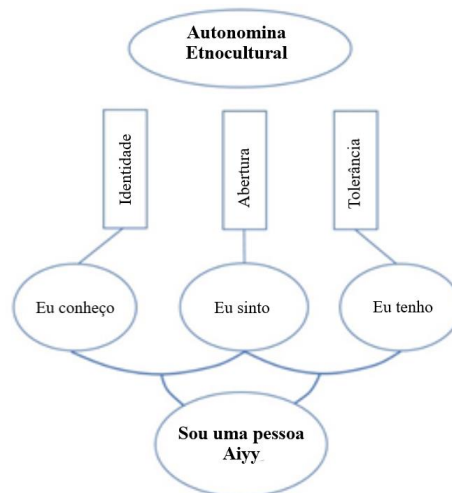 Autonomina
Etnocultural
Identidade
Abertura
Tolerância
Eu conheço
Eu sinto
Eu tenho
Sou uma pessoa
Aiyy